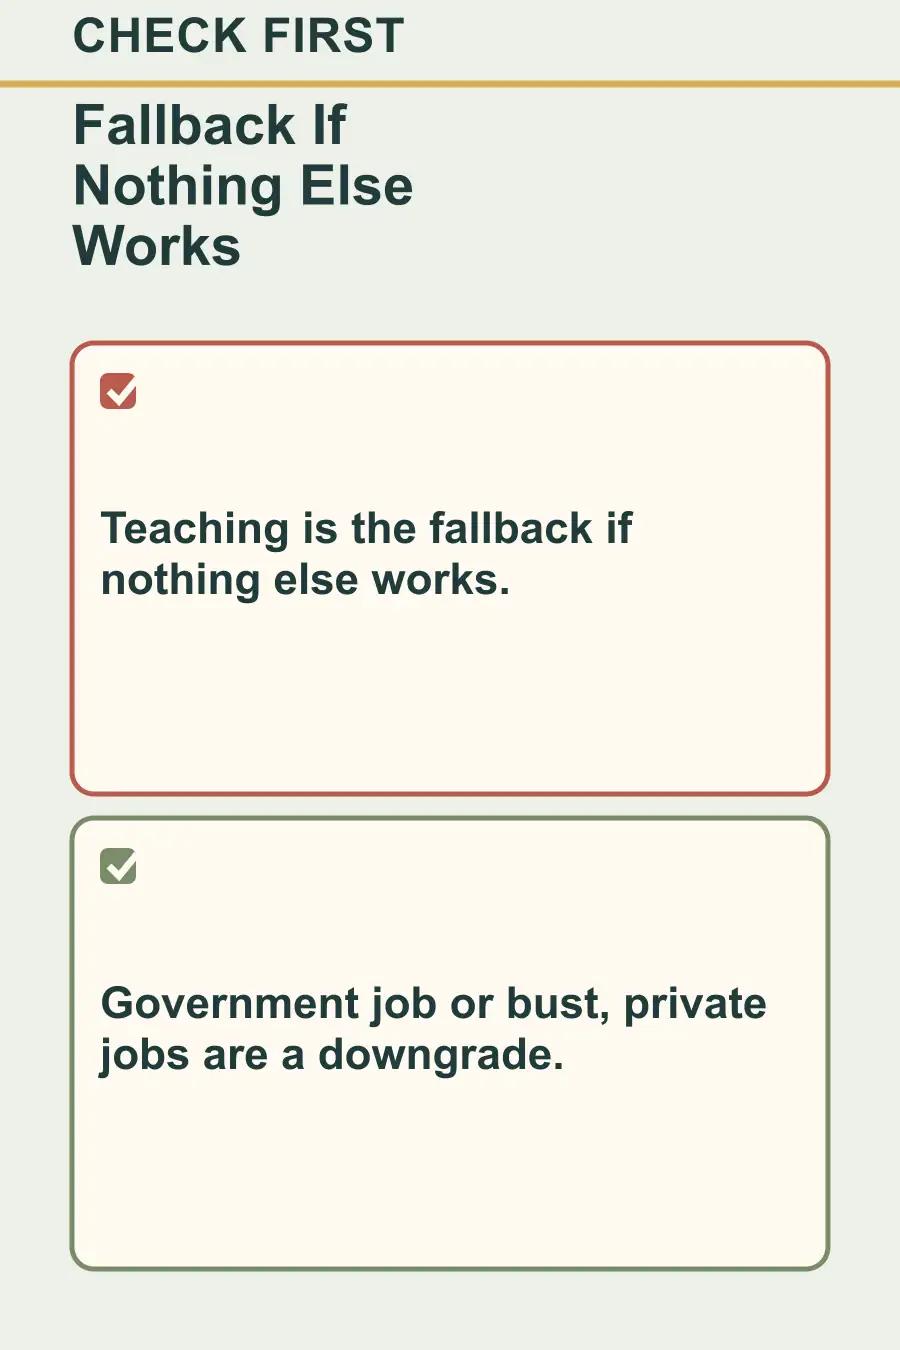 CHECK FIRST
Fallback If
Nothing Else
Works
Teaching is the fallback if
nothing else works.
Government job or bust, private
jobs are a downgrade.